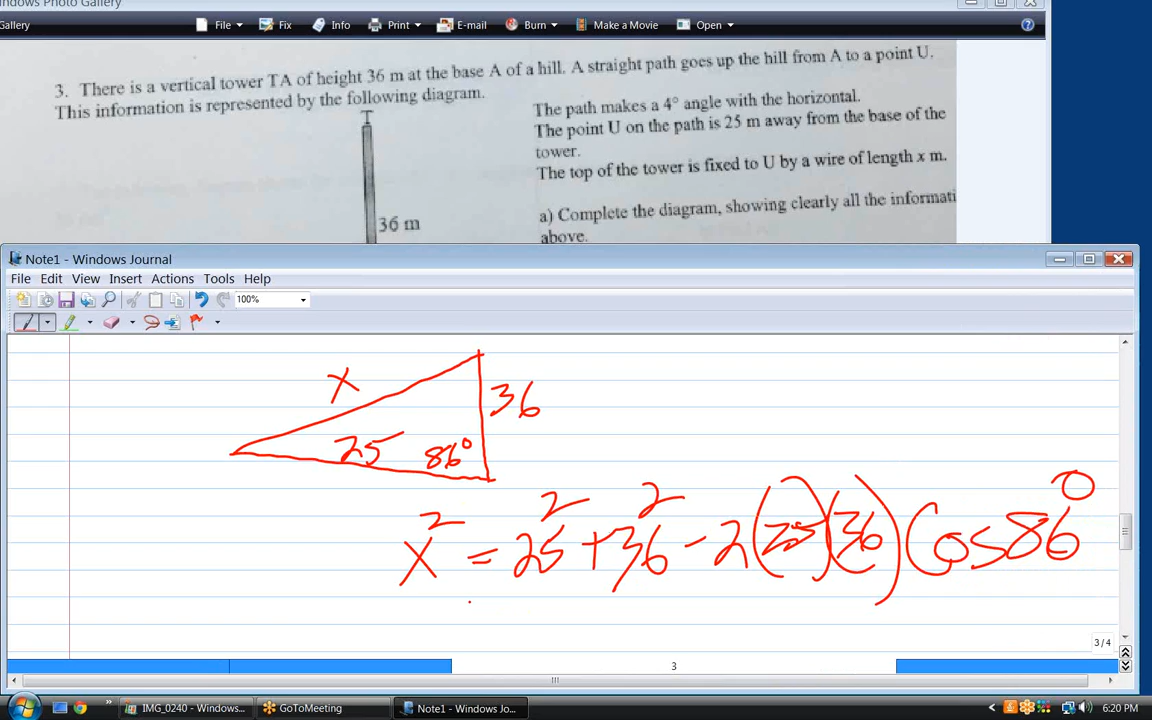 indows Photo Gallery
Gallery
File Fix Info Print E-mail Burn Make a Movie Open
3. There is a vertical tower TA of height 36 m at the base A of a hill. A straight path goes up the hill from A to a point U.
This information is represented by the following diagram.
T
36 m
The path makes a 4° angle with the horizontal.
The point U on the path is 25 m away from the base of the
tower.
The top of the tower is fixed to U by a wire of length x m.
a) Complete the diagram, showing clearly all the informati
above.
Note1 - Windows Journal
File Edit View Insert Actions Tools Help
100%
x
36
25 86°
x² = 25² + 36² - 2(25)(36) Cos 86°
3 / 4
3
IMG_0240 - Windows... GoToMeeting Note1 - Windows Jo... 6:20 PM